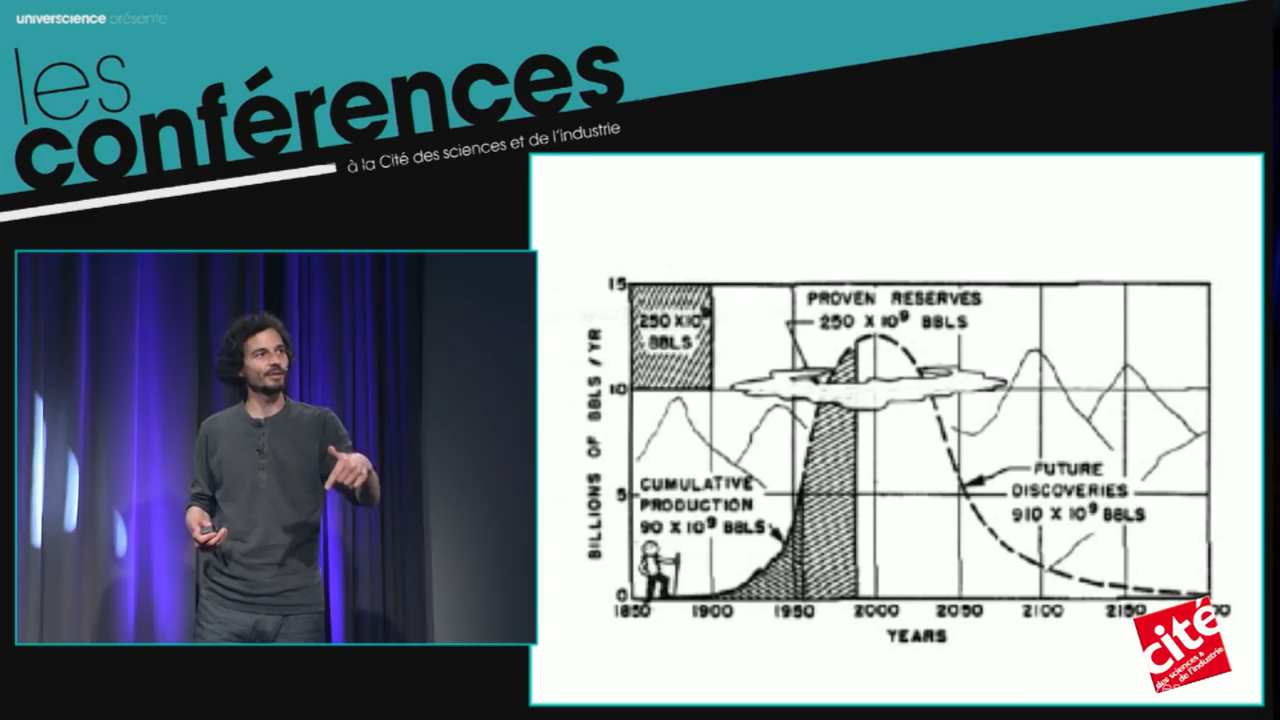 universcience présente
les
conférences
à la Cité des sciences et de l'industrie
15
PROVEN RESERVES
250 X 10⁹ BBLS
250 X10⁹
BBLS
BILLIONS OF BBLS / YR
10
CUMULATIVE
PRODUCTION
90 X 10⁹ BBLS
FUTURE
DISCOVERIES
910 X 10⁹ BBLS
5
0
1850 1900 1950 2000 2050 2100 2150
YEARS
cité
des sciences &
de l'industrie